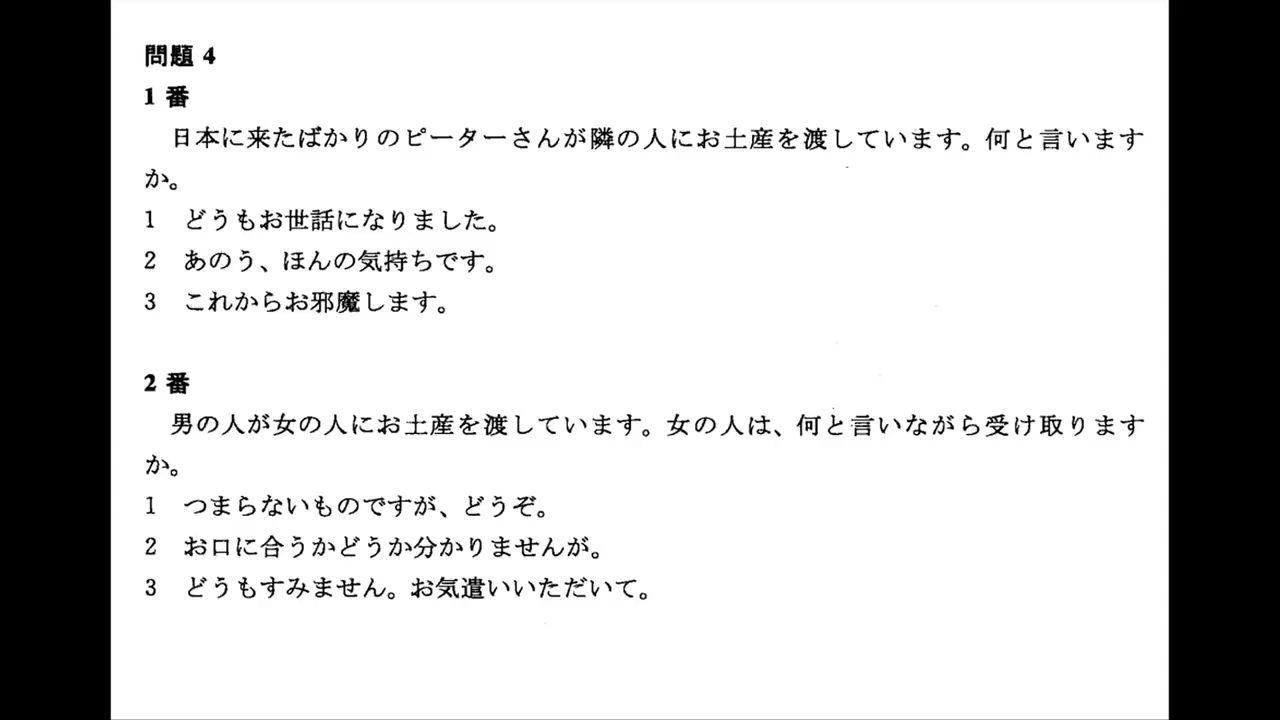 問題 4
1 番
日本に来たばかりのピーターさんが隣の人にお土産を渡しています。何と言います
か。
1 どうもお世話になりました。
2 あのう、ほんの気持ちです。
3 これからお邪魔します。
2 番
男の人が女の人にお土産を渡しています。女の人は、何と言いながら受け取ります
か。
1 つまらないものですが、どうぞ。
2 お口に合うかどうか分かりませんが。
3 どうもすみません。お気遣いいただいて。